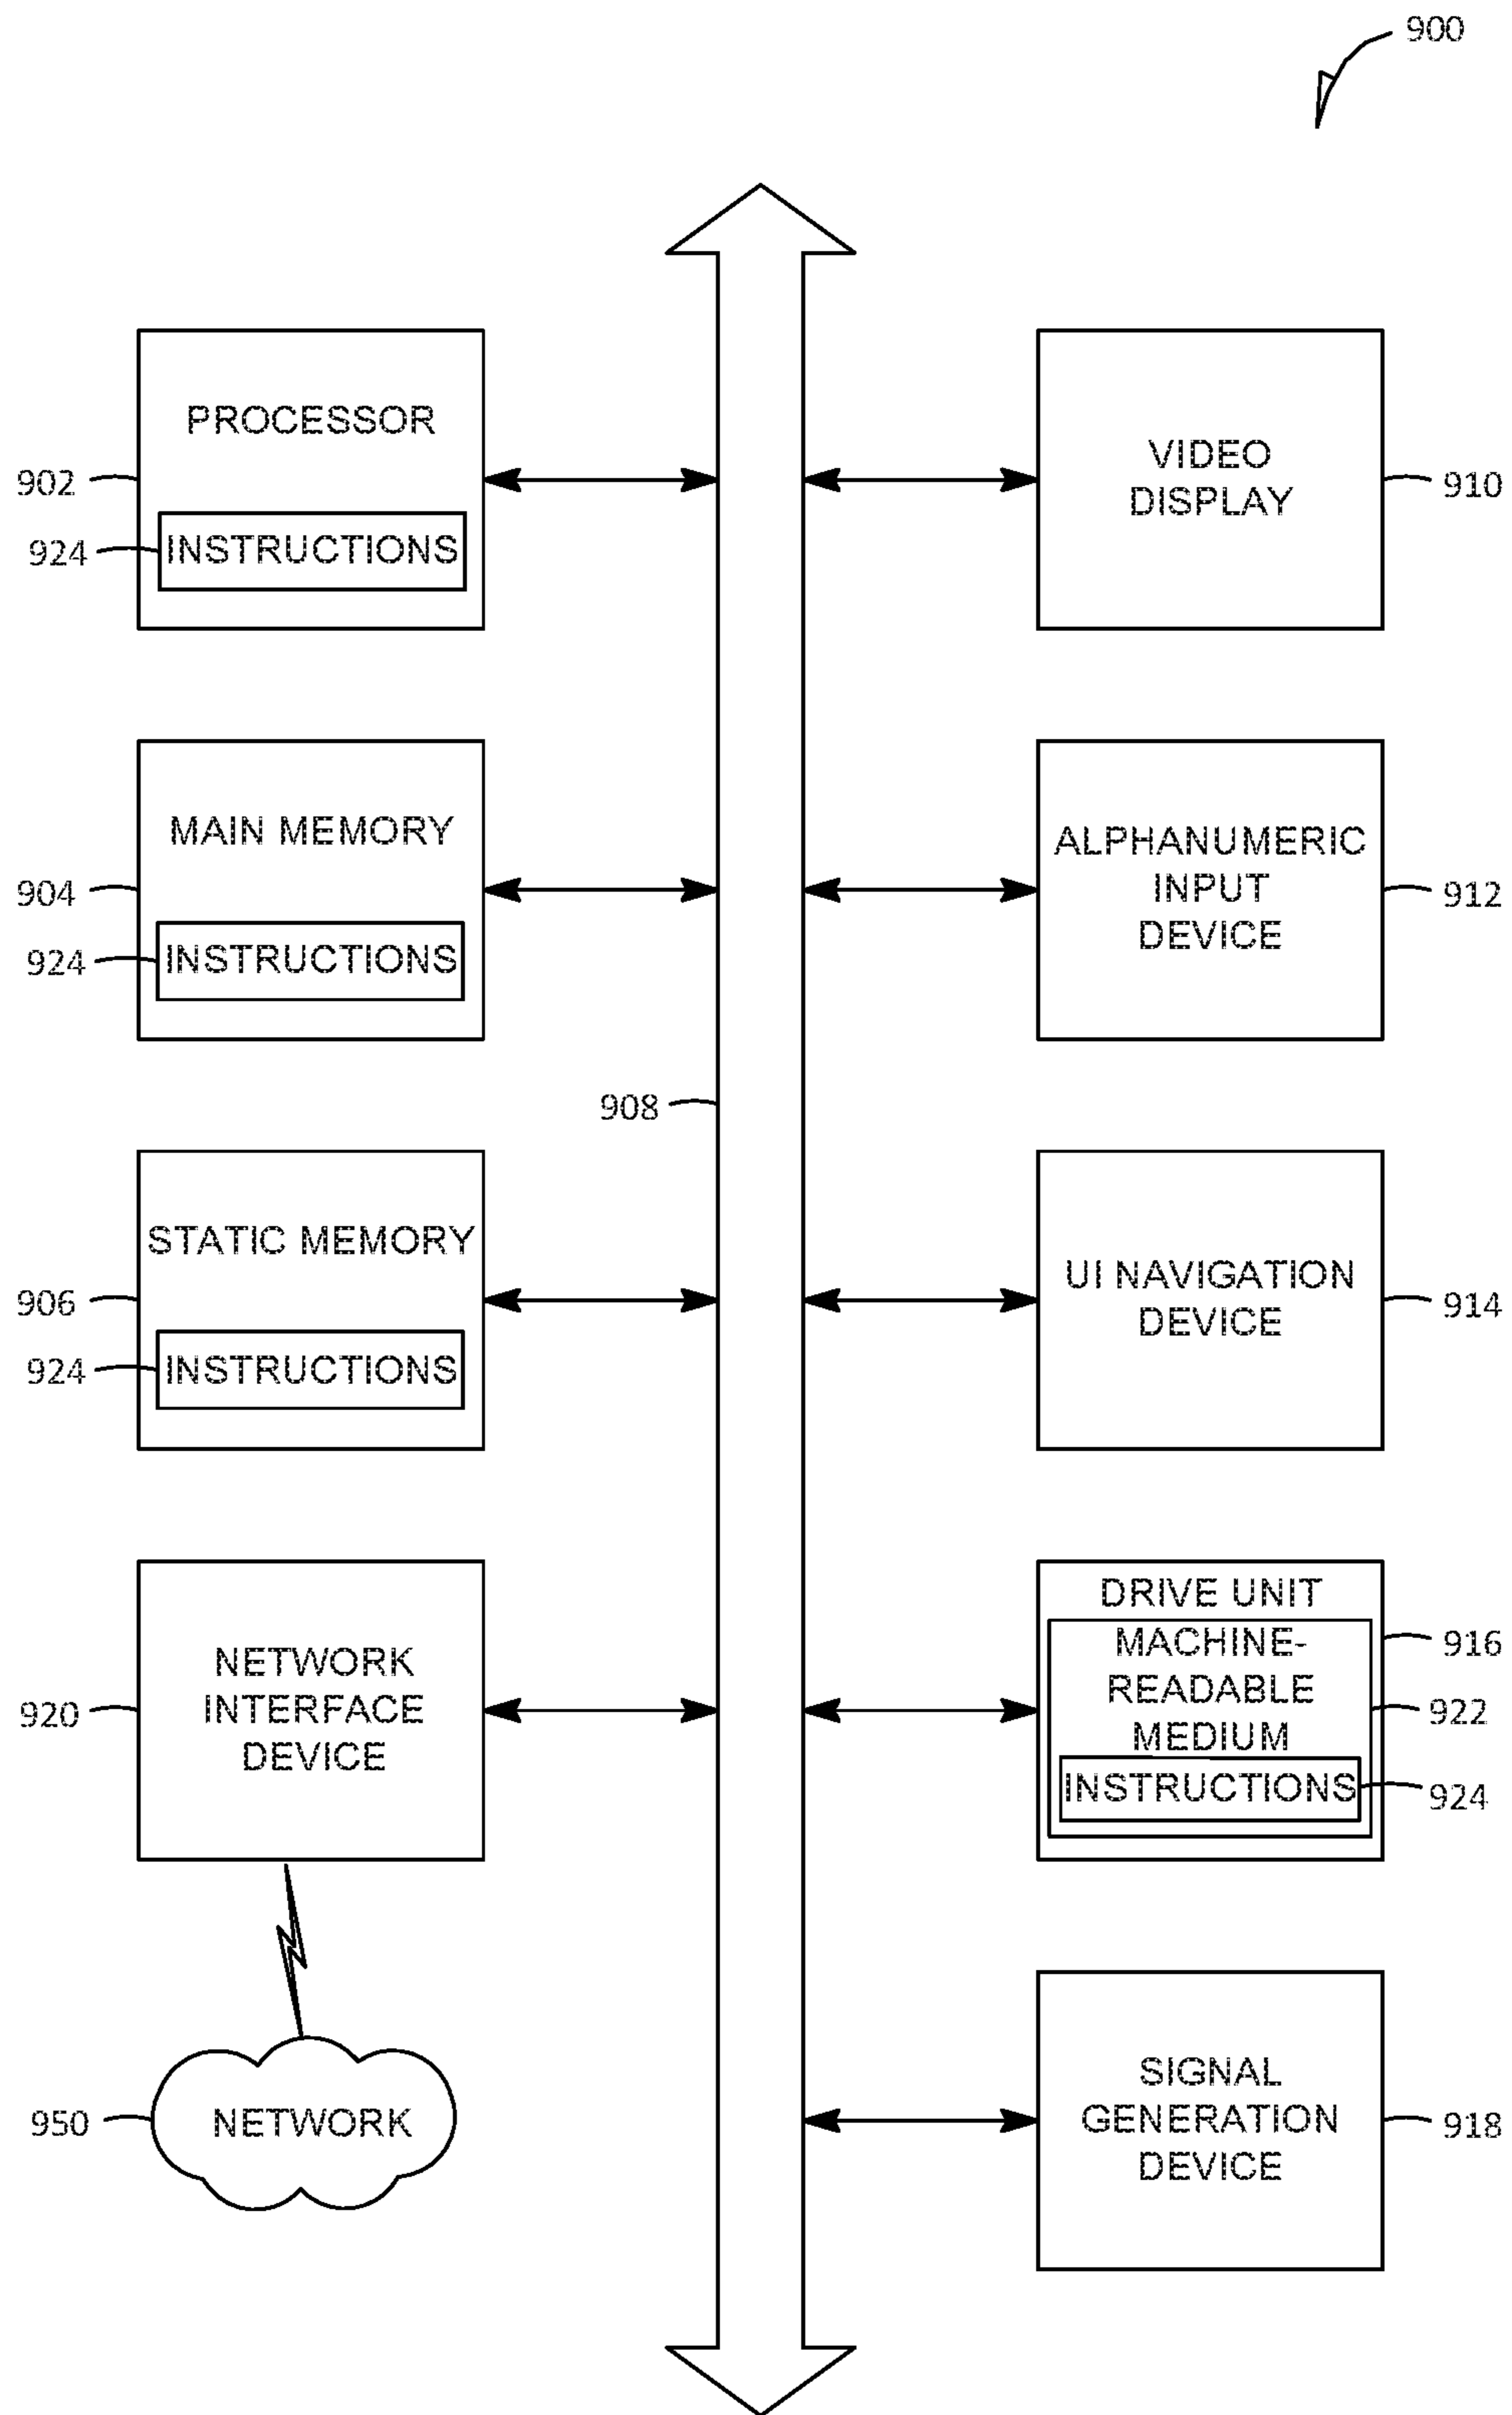 900
PROCESSOR
902
924
INSTRUCTIONS
VIDEO
DISPLAY
910
MAIN MEMORY
904
924
INSTRUCTIONS
ALPHANUMERIC
INPUT
DEVICE
912
908
STATIC MEMORY
906
924
INSTRUCTIONS
UI NAVIGATION
DEVICE
914
NETWORK
INTERFACE
DEVICE
920
DRIVE UNIT
MACHINE-
READABLE
MEDIUM
INSTRUCTIONS
916
922
924
NETWORK
950
SIGNAL
GENERATION
DEVICE
918